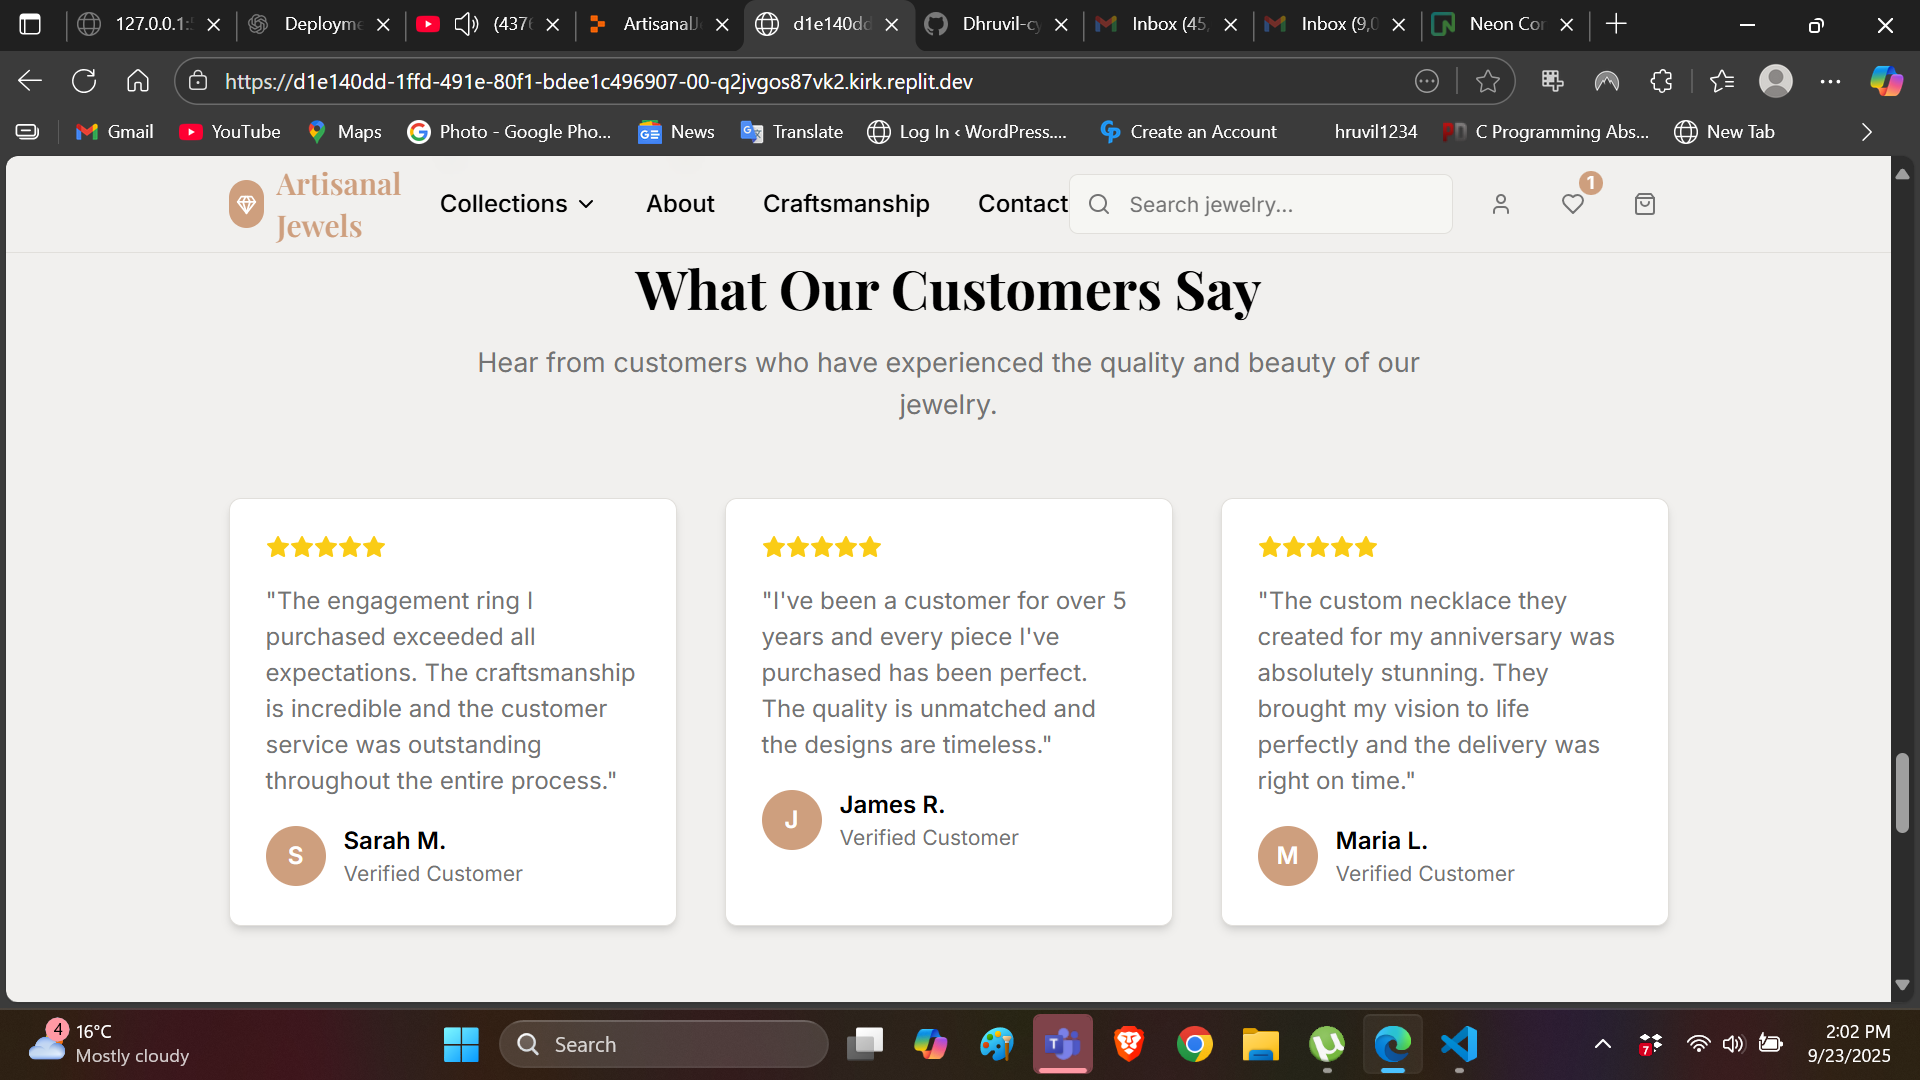 127.0.0.1:5
Deployme
(4376
ArtisanalJe
d1e140dd
Dhruvil-cy
Inbox (45,
Inbox (9,0
Neon Con
https://d1e140dd-1ffd-491e-80f1-bdee1c496907-00-q2jvgos87vk2.kirk.replit.dev
Gmail
YouTube
Maps
Photo - Google Pho...
News
Translate
Log In ‹ WordPress....
Create an Account
hruvil1234
C Programming Abs...
New Tab
Artisanal
Jewels
Collections
About
Craftsmanship
Contact
Search jewelry...
1
What Our Customers Say
Hear from customers who have experienced the quality and beauty of our
jewelry.
"The engagement ring I
purchased exceeded all
expectations. The craftsmanship
is incredible and the customer
service was outstanding
throughout the entire process."
S
Sarah M.
Verified Customer
"I've been a customer for over 5
years and every piece I've
purchased has been perfect.
The quality is unmatched and
the designs are timeless."
J
James R.
Verified Customer
"The custom necklace they
created for my anniversary was
absolutely stunning. They
brought my vision to life
perfectly and the delivery was
right on time."
M
Maria L.
Verified Customer
4
16°C
Mostly cloudy
Search
7
2:02 PM
9/23/2025